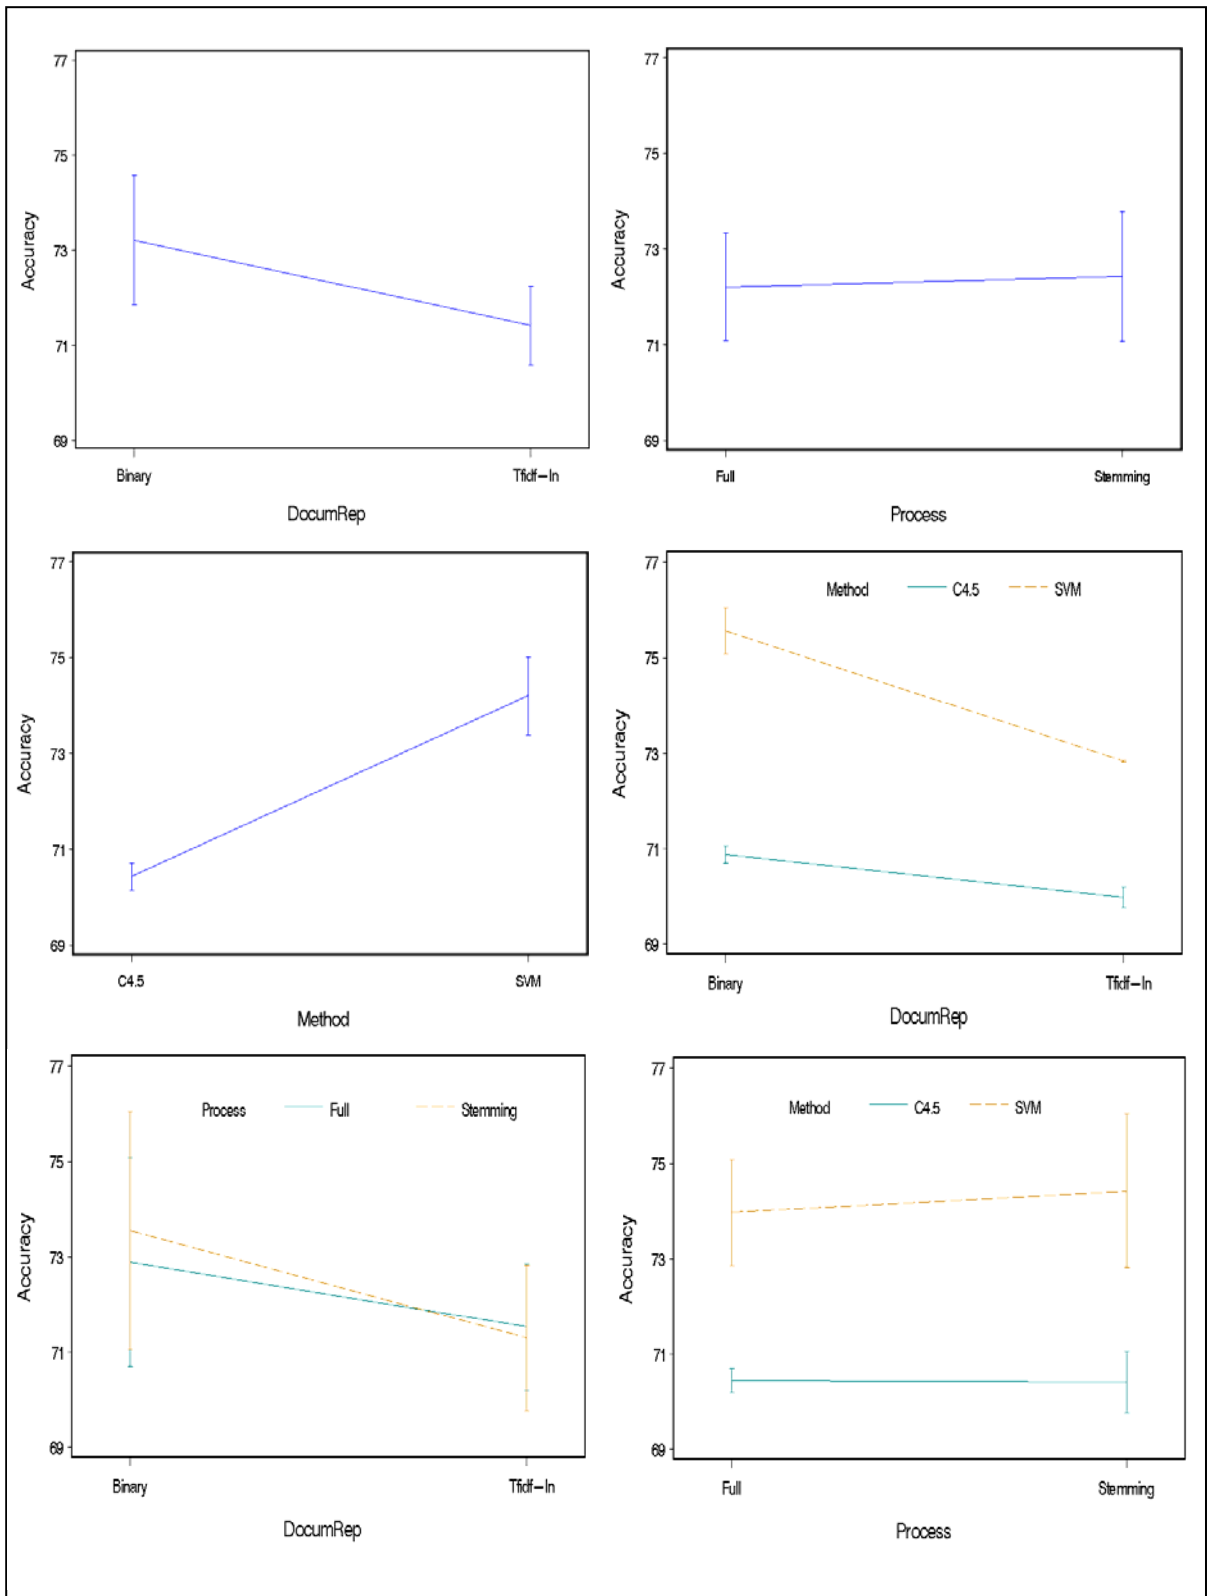 77
75
73
71
69
Accuracy
Binary Tfidf-ln
DocumRep
77
75
73
71
69
Accuracy
Full Stemming
Process
77
75
73
71
69
Accuracy
C4.5 SVM
Method
Method C4.5 SVM
77
75
73
71
69
Accuracy
Binary Tfidf-ln
DocumRep
Process Full Stemming
77
75
73
71
69
Accuracy
Binary Tfidf-ln
DocumRep
Method C4.5 SVM
77
75
73
71
69
Accuracy
Full Stemming
Process